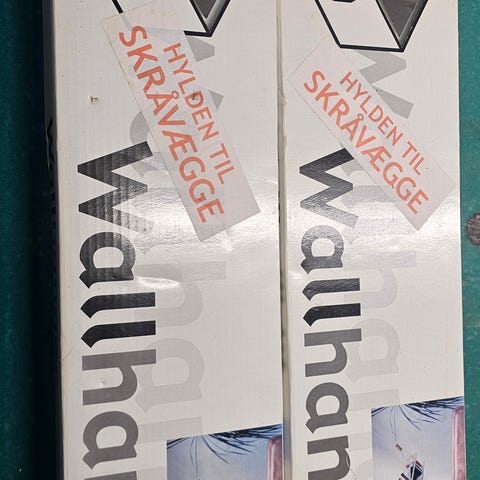 HYLDEN TIL
SKRÅVÆGGE
Wallhan
HYLDEN TIL
SKRÅVÆGGE
Wallhan